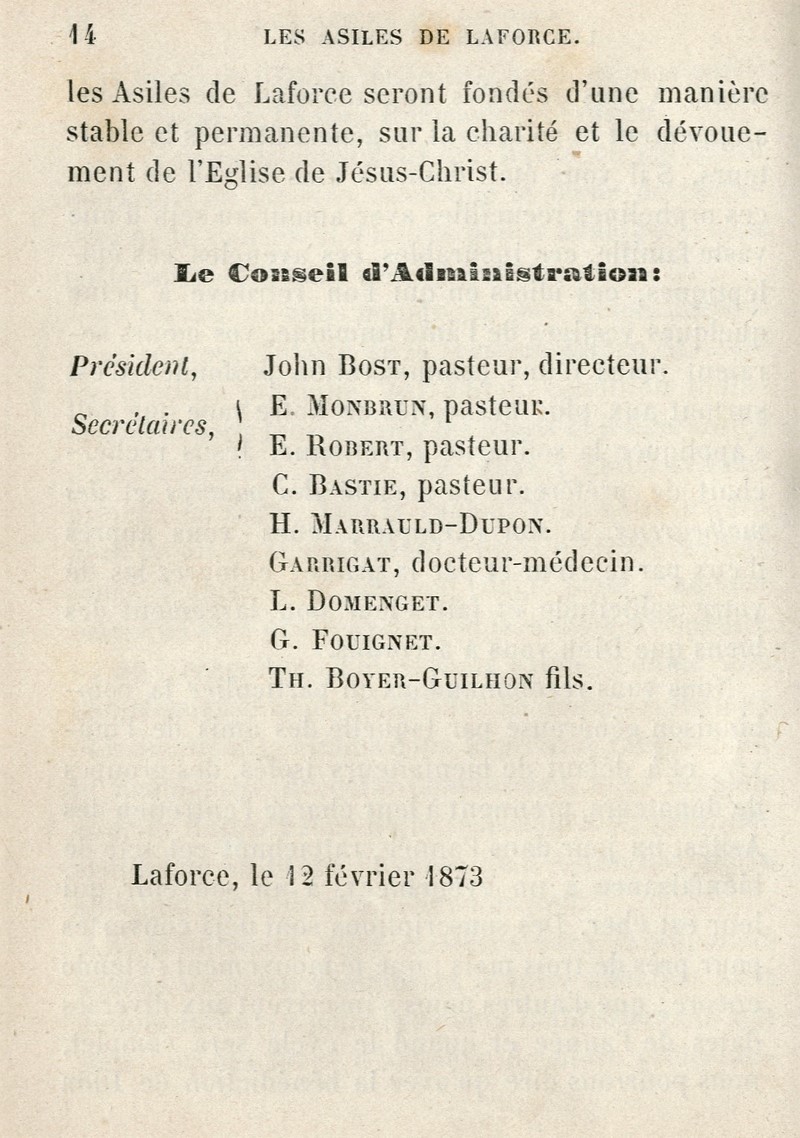 14 LES ASILES DE LAFORCE.
les Asiles de Laforce seront fondés d'une manière
stable et permanente, sur la charité et le dévoue-
ment de l'Eglise de Jésus-Christ.
Le Conseil d'Administration:
Président, John BOST, pasteur, directeur.
Secrétaires, E. MONBRUN, pasteur.
E. ROBERT, pasteur.
C. BASTIE, pasteur.
H. MARRAULD-DUPON.
GARRIGAT, docteur-médecin.
L. DOMENGET.
G. FOUIGNET.
TH. BOYER-GUILHON fils.
Laforce, le 12 février 1873